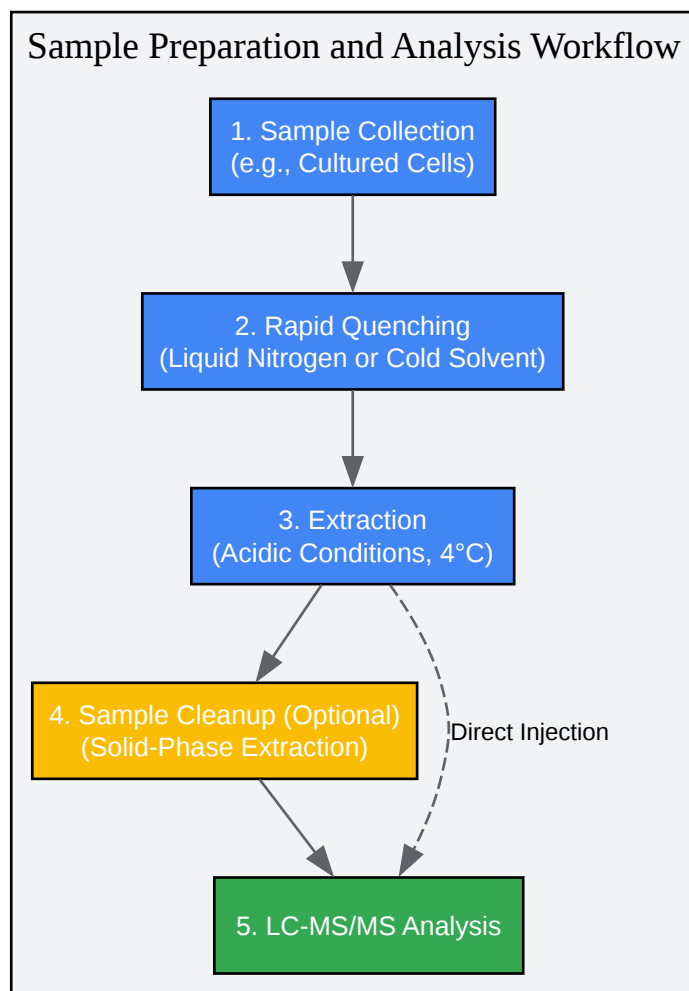 Sample Preparation and Analysis Workflow
1. Sample Collection
(e.g., Cultured Cells)
2. Rapid Quenching
(Liquid Nitrogen or Cold Solvent)
3. Extraction
(Acidic Conditions, 4°C)
4. Sample Cleanup (Optional)
(Solid-Phase Extraction)
Direct Injection
5. LC-MS/MS Analysis